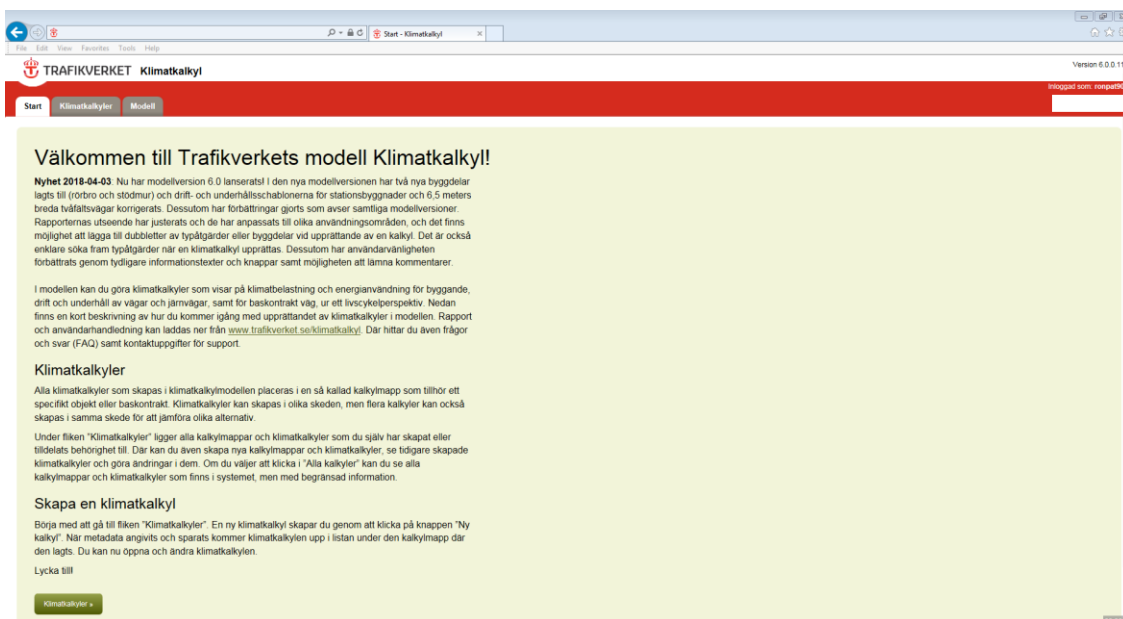 Start - Klimatkalkyl
File Edit View Favorites Tools Help
TRAFIKVERKET Klimatkalkyl
Version 6.0.0.11
Inloggad som: ronpat90
Start Klimatkalkyler Modell
Välkommen till Trafikverkets modell Klimatkalkyl!
Nyhet 2018-04-03: Nu har modellversion 6.0 lanserats! I den nya modellversionen har två nya byggdelar
lagts till (rörbro och stödmur) och drift- och underhållsschablonerna för stationsbyggnader och 6,5 meters
breda tvåfältsvägar korrigerats. Dessutom har förbättringar gjorts som avser samtliga modellversioner.
Rapporternas utseende har justerats och de har anpassats till olika användningsområden, och det finns
möjlighet att lägga till dubbletter av typåtgärder eller byggdelar vid upprättande av en kalkyl. Det är också
enklare söka fram typåtgärder när en klimatkalkyl upprättas. Dessutom har användarvänligheten
förbättrats genom tydligare informationstexter och knappar samt möjligheten att lämna kommentarer.
I modellen kan du göra klimatkalkyler som visar på klimatbelastning och energianvändning för byggande,
drift och underhåll av vägar och järnvägar, samt för baskontrakt väg, ur ett livscykelperspektiv. Nedan
finns en kort beskrivning av hur du kommer igång med upprättandet av klimatkalkyler i modellen. Rapport
och användarhandledning kan laddas ner från www.trafikverket.se/klimatkalkyl. Där hittar du även frågor
och svar (FAQ) samt kontaktuppgifter för support.
Klimatkalkyler
Alla klimatkalkyler som skapas i klimatkalkylmodellen placeras i en så kallad kalkylmapp som tillhör ett
specifikt objekt eller baskontrakt. Klimatkalkyler kan skapas i olika skeden, men flera kalkyler kan också
skapas i samma skede för att jämföra olika alternativ.
Under fliken "Klimatkalkyler" ligger alla kalkylmappar och klimatkalkyler som du själv har skapat eller
tilldelats behörighet till. Där kan du även skapa nya kalkylmappar och klimatkalkyler, se tidigare skapade
klimatkalkyler och göra ändringar i dem. Om du väljer att klicka i "Alla kalkyler" kan du se alla
kalkylmappar och klimatkalkyler som finns i systemet, men med begränsad information.
Skapa en klimatkalkyl
Börja med att gå till fliken "Klimatkalkyler". En ny klimatkalkyl skapar du genom att klicka på knappen "Ny
kalkyl". När metadata angivits och sparats kommer klimatkalkylen upp i listan under den kalkylmapp där
den lagts. Du kan nu öppna och ändra klimatkalkylen.
Lycka till!
Klimatkalkyler »